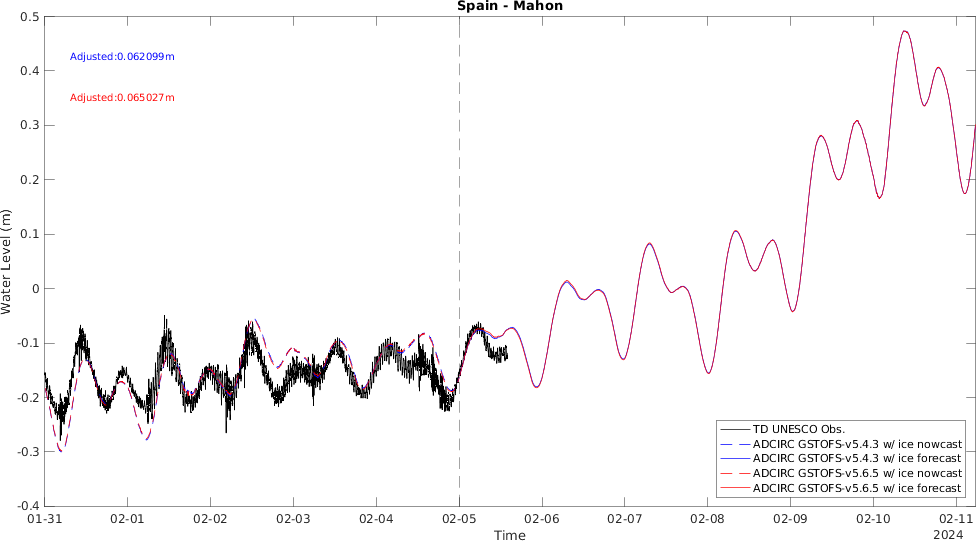 Spain - Mahon
Adjusted:0.062099m
Adjusted:0.065027m
Water Level (m)
0.5
0.4
0.3
0.2
0.1
0
-0.1
-0.2
-0.3
-0.4
TD UNESCO Obs.
ADCIRC GSTOFS-v5.4.3 w/ ice nowcast
ADCIRC GSTOFS-v5.4.3 w/ ice forecast
ADCIRC GSTOFS-v5.6.5 w/ ice nowcast
ADCIRC GSTOFS-v5.6.5 w/ ice forecast
01-31 02-01 02-02 02-03 02-04 02-05 02-06 02-07 02-08 02-09 02-10 02-11
2024
Time